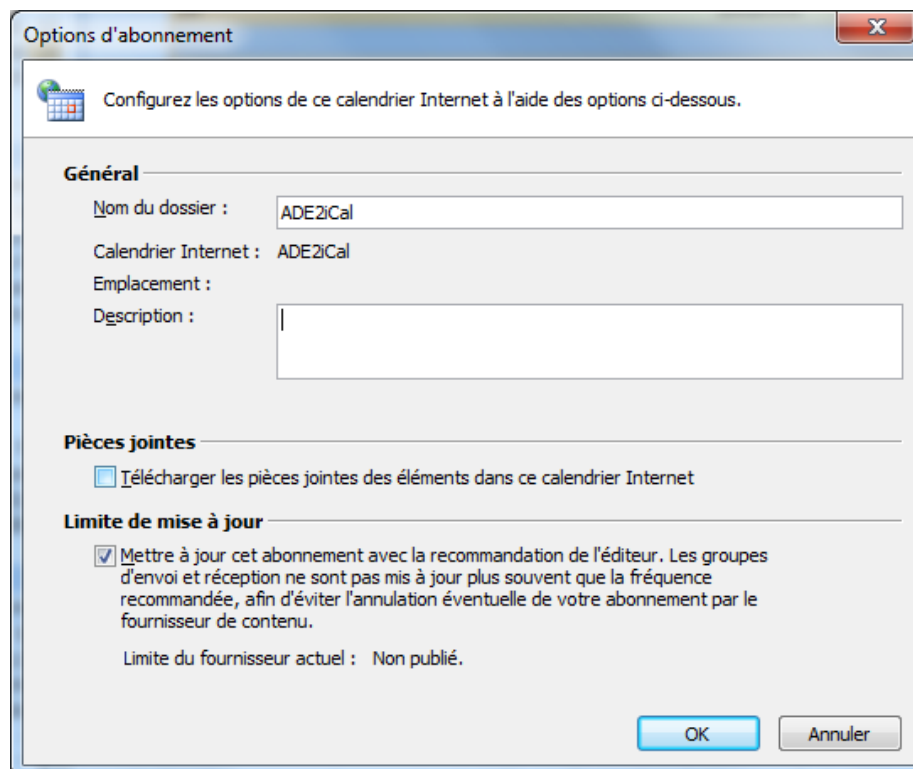 Options d'abonnement
Configurez les options de ce calendrier Internet à l'aide des options ci-dessous.
Général
Nom du dossier :
ADE2iCal
Calendrier Internet : ADE2iCal
Emplacement :
Description :
Pièces jointes
Télécharger les pièces jointes des éléments dans ce calendrier Internet
Limite de mise à jour
Mettre à jour cet abonnement avec la recommandation de l'éditeur. Les groupes
d'envoi et réception ne sont pas mis à jour plus souvent que la fréquence
recommandée, afin d'éviter l'annulation éventuelle de votre abonnement par le
fournisseur de contenu.
Limite du fournisseur actuel : Non publié.
OK Annuler